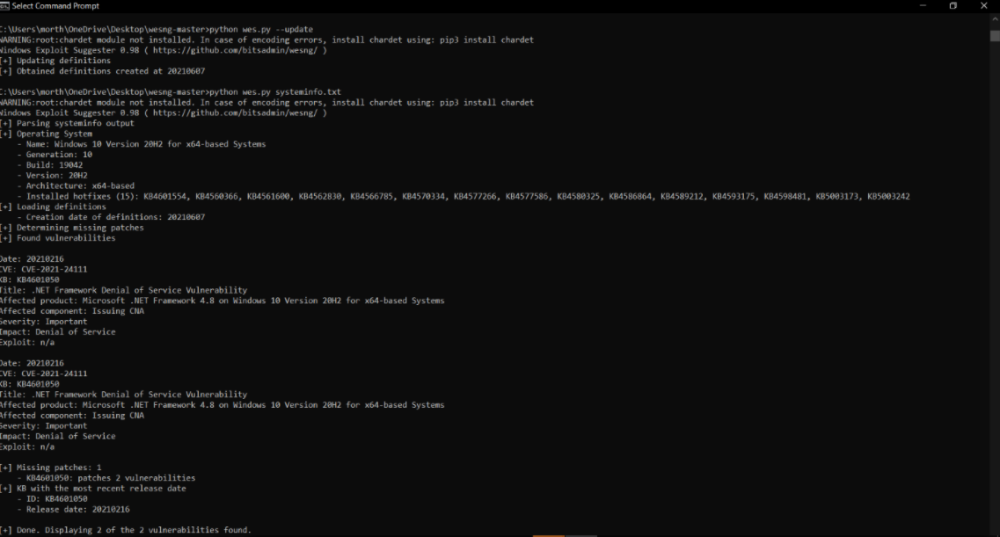 Select Command Prompt
C:\Users\morth\OneDrive\Desktop\wesng-master>python wes.py --update
WARNING:root:chardet module not installed. In case of encoding errors, install chardet using: pip3 install chardet
Windows Exploit Suggester 0.98 ( https://github.com/bitsadmin/wesng/ )
[+] Updating definitions
[+] Obtained definitions created at 20210607
C:\Users\morth\OneDrive\Desktop\wesng-master>python wes.py systeminfo.txt
WARNING:root:chardet module not installed. In case of encoding errors, install chardet using: pip3 install chardet
Windows Exploit Suggester 0.98 ( https://github.com/bitsadmin/wesng/ )
[+] Parsing systeminfo output
[+] Operating System
- Name: Windows 10 Version 20H2 for x64-based Systems
- Generation: 10
- Build: 19042
- Version: 20H2
- Architecture: x64-based
- Installed hotfixes (15): KB4601554, KB4560366, KB4561600, KB4562830, KB4566785, KB4570334, KB4577266, KB4577586, KB4580325, KB4586864, KB4589212, KB4593175, KB4598481, KB5003173, KB5003242
[+] Loading definitions
- Creation date of definitions: 20210607
[+] Determining missing patches
[+] Found vulnerabilities
Date: 20210216
CVE: CVE-2021-24111
KB: KB4601050
Title: .NET Framework Denial of Service Vulnerability
Affected product: Microsoft .NET Framework 4.8 on Windows 10 Version 20H2 for x64-based Systems
Affected component: Issuing CNA
Severity: Important
Impact: Denial of Service
Exploit: n/a
Date: 20210216
CVE: CVE-2021-24111
KB: KB4601050
Title: .NET Framework Denial of Service Vulnerability
Affected product: Microsoft .NET Framework 4.8 on Windows 10 Version 20H2 for x64-based Systems
Affected component: Issuing CNA
Severity: Important
Impact: Denial of Service
Exploit: n/a
[+] Missing patches: 1
- KB4601050: patches 2 vulnerabilities
[+] KB with the most recent release date
- ID: KB4601050
- Release date: 20210216
[+] Done. Displaying 2 of the 2 vulnerabilities found.